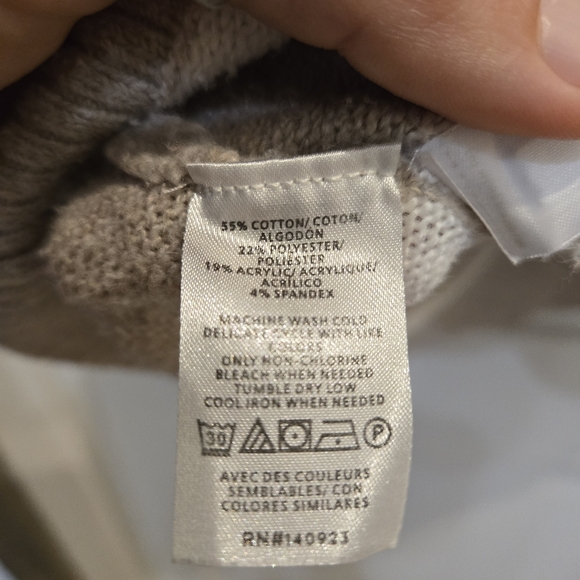 55% COTTON/ COTON/
ALGODÓN
22% POLYESTER/
POLIÉSTER
19% ACRYLIC/ ACRYLIQUE/
ACRÍLICO
4% SPANDEX
MACHINE WASH COLD
DELICATE CYCLE WITH LIKE
COLORS
ONLY NON-CHLORINE
BLEACH WHEN NEEDED
TUMBLE DRY LOW
COOL IRON WHEN NEEDED
30 P
AVEC DES COULEURS
SEMBLABLES/ CON
COLORES SIMILARES
RN#140923